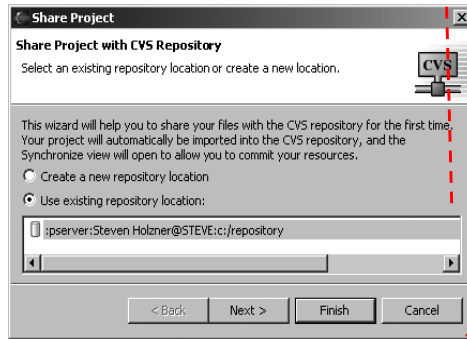 Share Project
Share Project with CVS Repository
Select an existing repository location or create a new location.
CVS
This wizard will help you to share your files with the CVS repository for the first time.
Your project will automatically be imported into the CVS repository, and the
Synchronize view will open to allow you to commit your resources.
Create a new repository location
Use existing repository location:
:pserver:Steven Holzner@STEVE:c:/repository
< Back Next > Finish Cancel